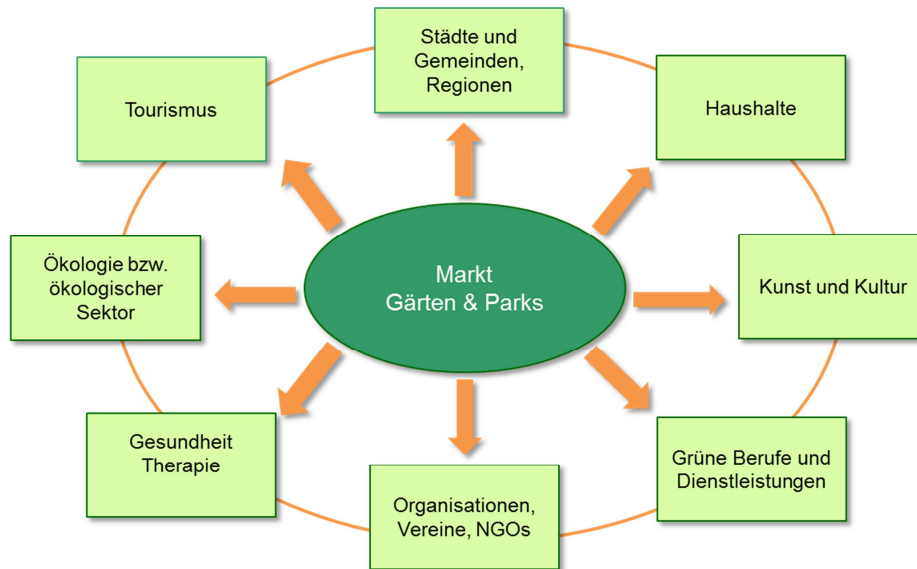 Städte und
Gemeinden,
Regionen
Tourismus
Haushalte
Ökologie bzw.
ökologischer
Sektor
Markt
Gärten & Parks
Kunst und Kultur
Gesundheit
Therapie
Grüne Berufe und
Dienstleistungen
Organisationen,
Vereine, NGOs